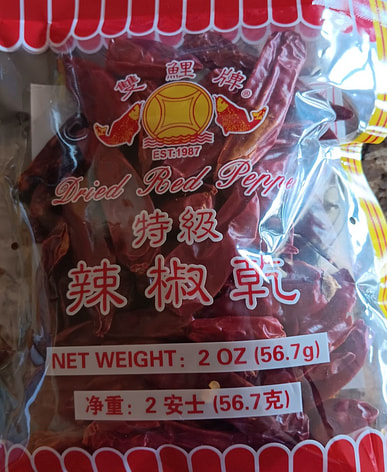 雙鯉牌®
EST.1987
Dried Red Pepper
特級
辣椒乾
NET WEIGHT: 2 OZ (56.7g)
净重: 2 安士 (56.7克)